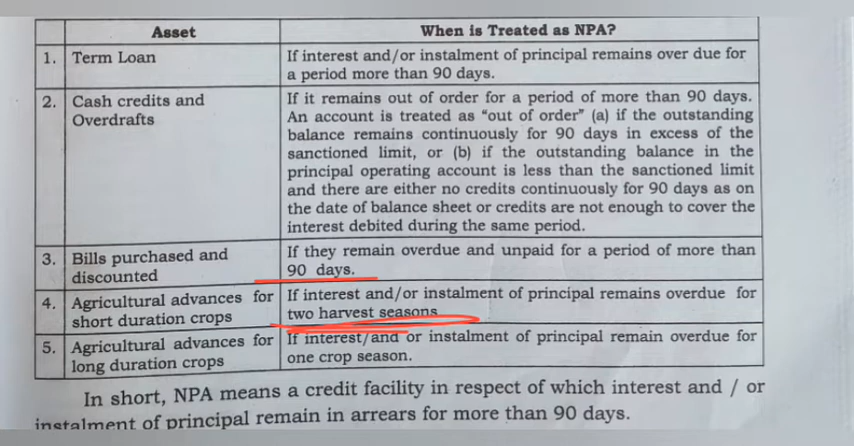 Asset When is Treated as NPA?
1. Term Loan If interest and/or instalment of principal remains over due for
a period more than 90 days.
2. Cash credits and If it remains out of order for a period of more than 90 days.
Overdrafts An account is treated as “out of order” (a) if the outstanding
balance remains continuously for 90 days in excess of the
sanctioned limit, or (b) if the outstanding balance in the
principal operating account is less than the sanctioned limit
and there are either no credits continuously for 90 days as on
the date of balance sheet or credits are not enough to cover the
interest debited during the same period.
3. Bills purchased and If they remain overdue and unpaid for a period of more than
discounted 90 days.
4. Agricultural advances for If interest and/or instalment of principal remains overdue for
short duration crops two harvest seasons
5. Agricultural advances for If interest/and or instalment of principal remain overdue for
long duration crops one crop season.
In short, NPA means a credit facility in respect of which interest and / or
instalment of principal remain in arrears for more than 90 days.